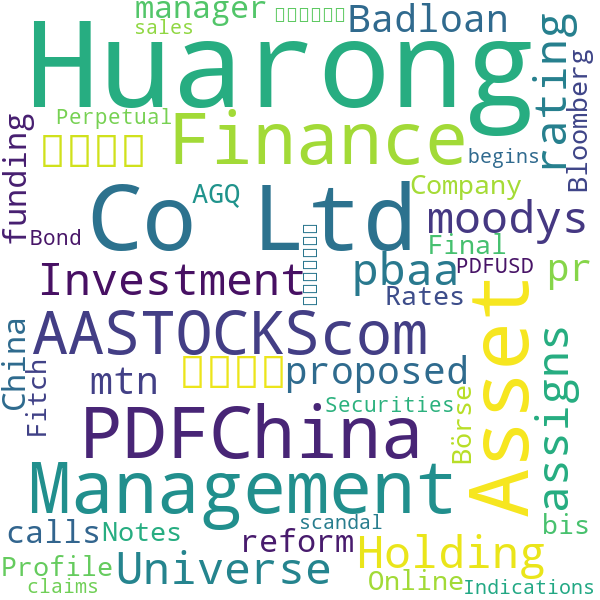 manager
sales
Badloan
Huarong
rating
Bloomberg
Perpetual
funding
Finance
begins
AGQ
Company
Co Ltd
moodys
Bond
Final
Investment
pbaa
PDFUSD
pr
Rates
China
Fitch
AASTOCKScom
Asset
assigns
mtn
proposed
Securities
Börse
PDFChina
Management
scandal
bis
calls
Notes
reform
Holding
Profile
Universe
Online
claims
Indications